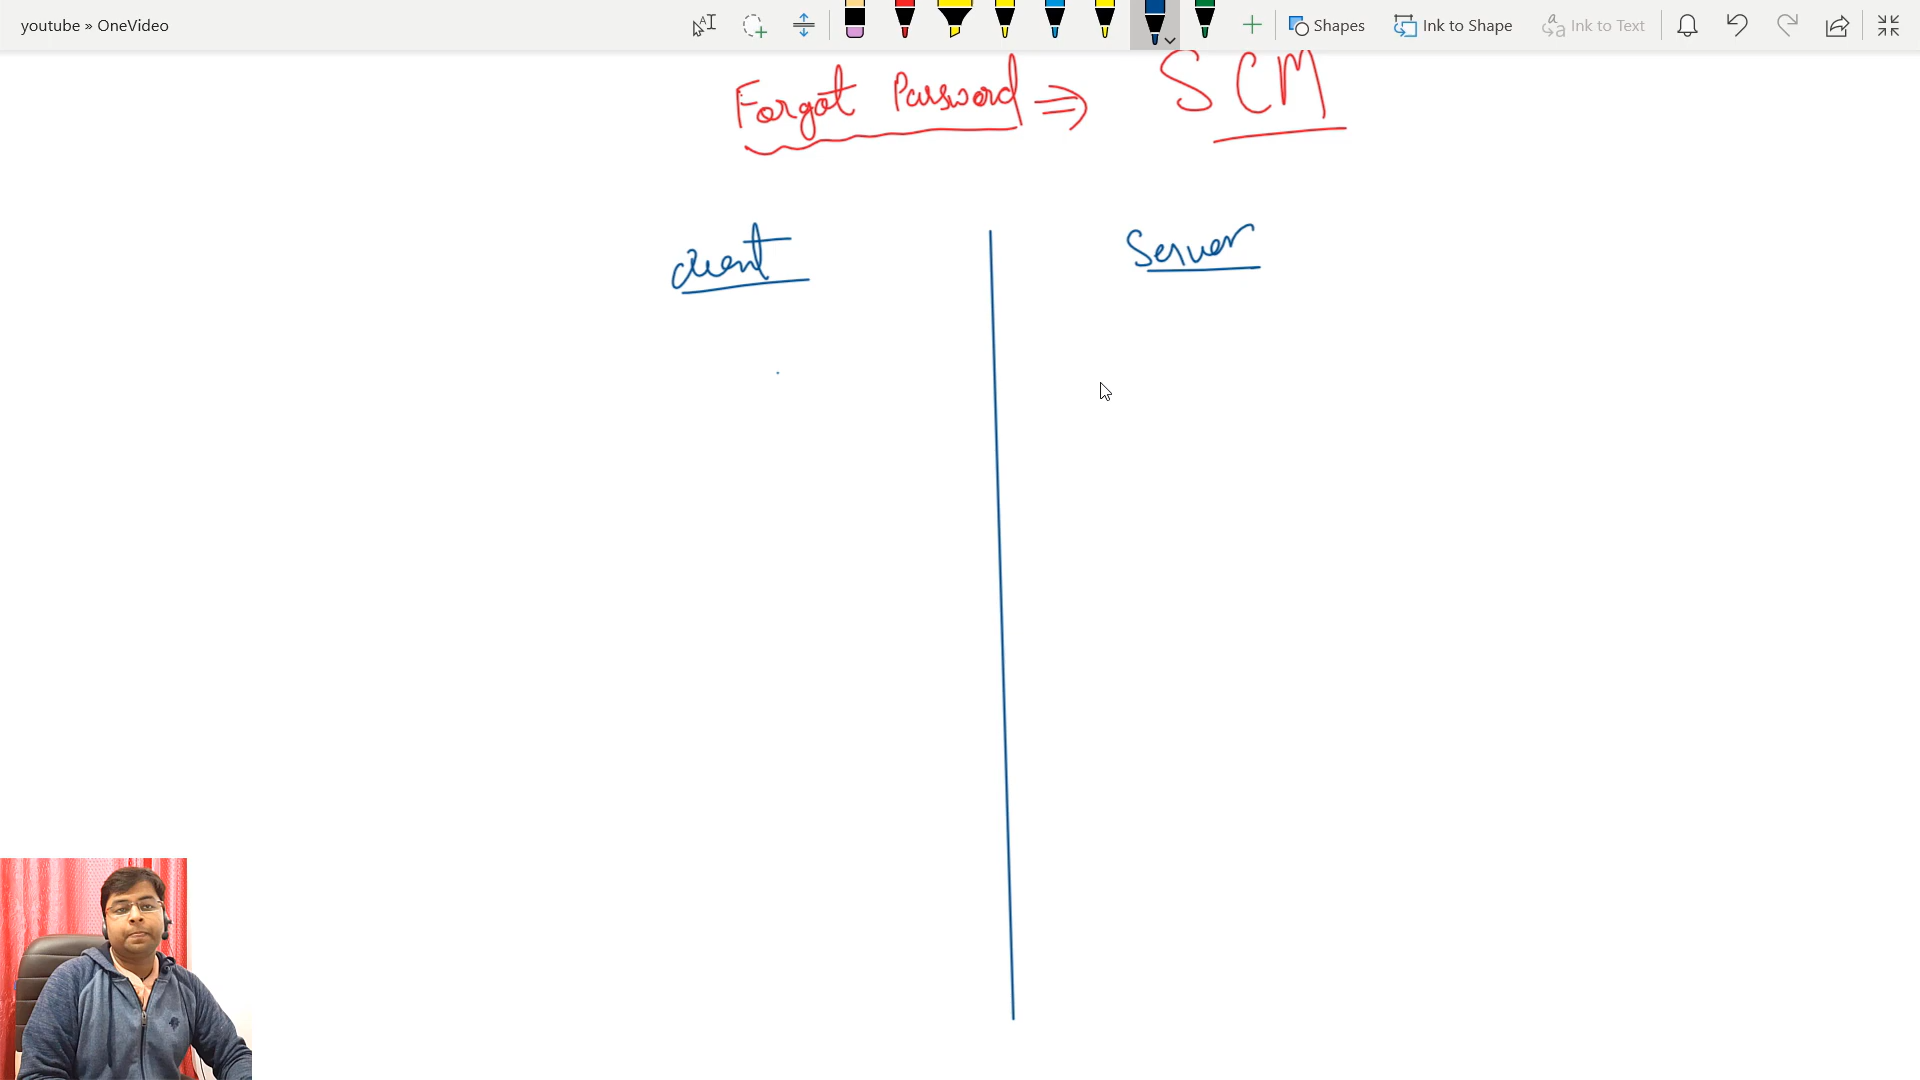 youtube » OneVideo Shapes Ink to Shape Ink to Text
Forgot Password ⇒ SCM
client Server